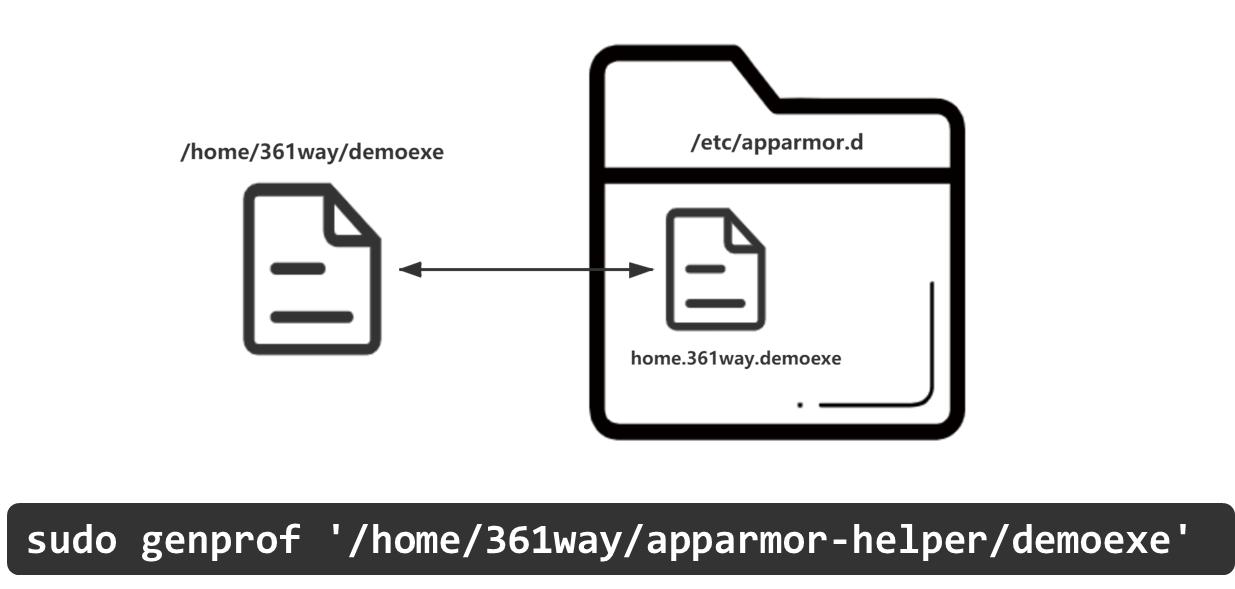 /home/361way/demoexe
/etc/apparmor.d
home.361way.demoexe
sudo genprof '/home/361way/apparmor-helper/demoexe'